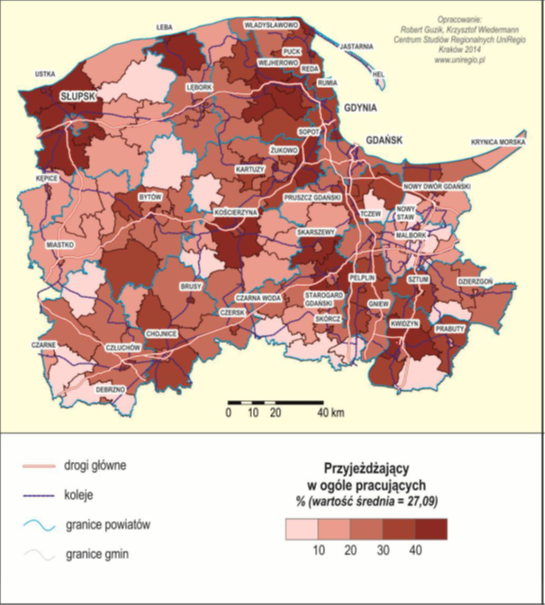 Opracowanie:
Robert Guzik, Krzysztof Wiedermann
Centrum Studiów Regionalnych UniRegio
Kraków 2014
www.uniregio.pl
WŁADYSŁAWOWO
ŁEBA
PUCK
JASTARNIA
WEJHEROWO
REDA
HEL
USTKA
RUMIA
LĘBORK
SŁUPSK
GDYNIA
SOPOT
GDAŃSK
KRYNICA MORSKA
ŻUKOWO
KARTUZY
KĘPICE
NOWY DWÓR GDAŃSKI
BYTÓW
PRUSZCZ GDAŃSKI
KOŚCIERZYNA
TCZEW
NOWY
STAW
SKARSZEWY
MALBORK
MIASTKO
PELPLIN
SZTUM
DZIERZGOŃ
BRUSY
CZARNA WODA
STAROGARD
GDAŃSKI
GNIEW
CZERSK
SKÓRCZ
KWIDZYN
PRABUTY
CHOJNICE
CZARNE
CZŁUCHÓW
DEBRZNO
0 10 20 40 km
drogi główne
koleje
granice powiatów
granice gmin
Przyjeżdżający
w ogóle pracujących
% (wartość średnia = 27,09)
10 20 30 40